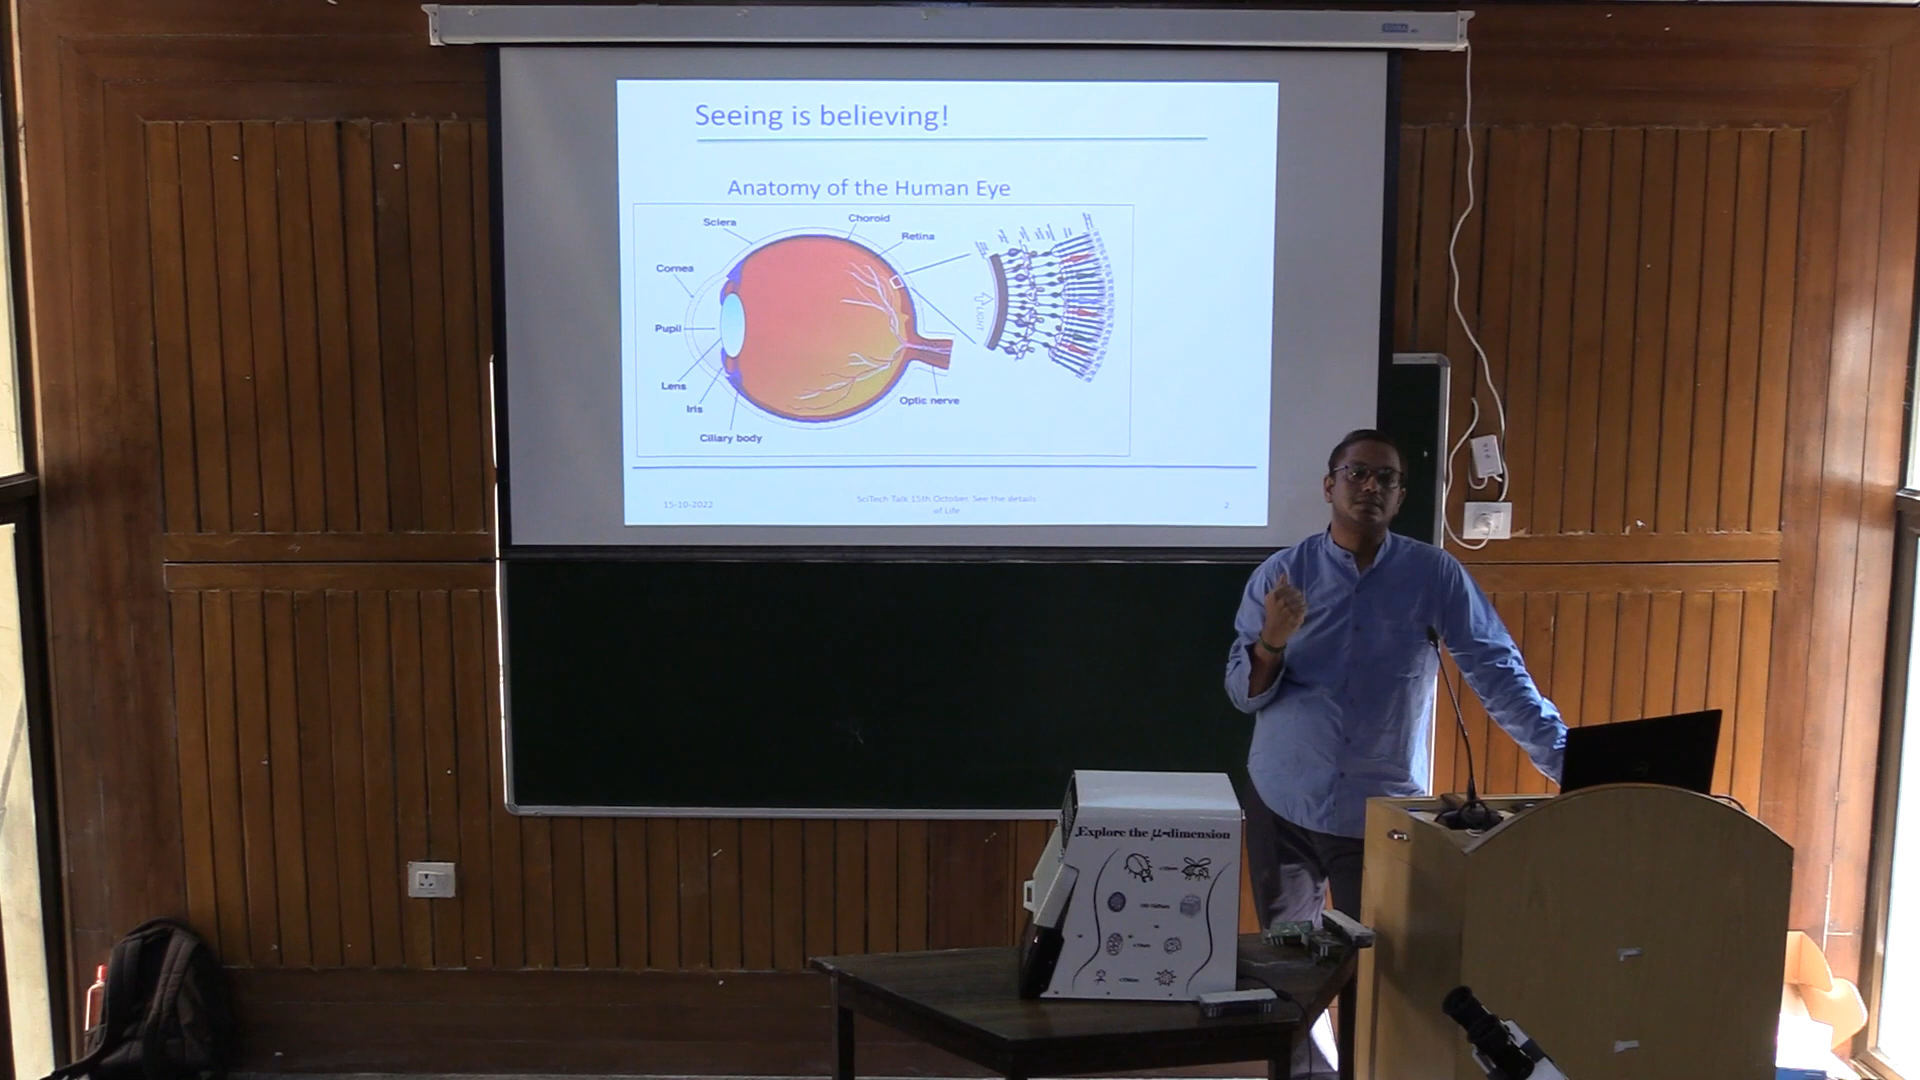 Seeing is believing!
Anatomy of the Human Eye
Sclera
Choroid
Retina
Cornea
Pupil
LIGHT
Lens
Iris
Optic nerve
Ciliary body
15-10-2022
SciTech Talk 15th October. See the details
of Life
2
Explore the µ-dimension